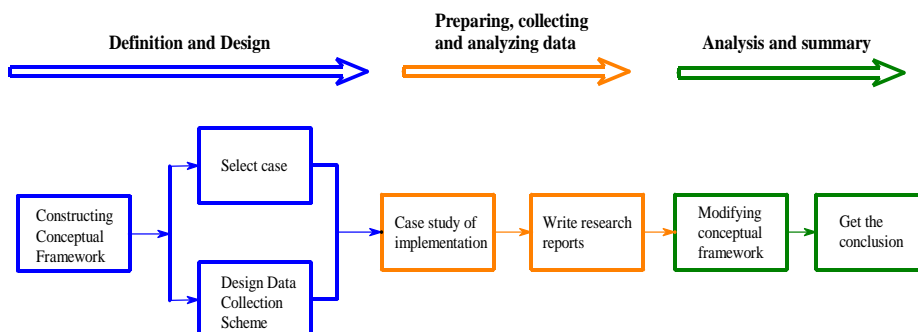 Definition and Design
Preparing, collecting
and analyzing data
Analysis and summary
Constructing
Conceptual
Framework
Select case
Design Data
Collection
Scheme
Case study of
implementation
Write research
reports
Modifying
conceptual
framework
Get the
conclusion